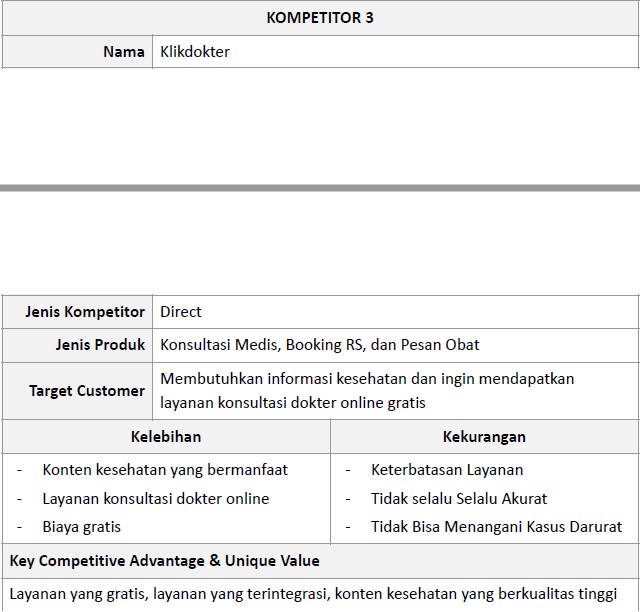 KOMPETITOR 3
Nama Klikdokter
Jenis Kompetitor Direct
Jenis Produk Konsultasi Medis, Booking RS, dan Pesan Obat
Target Customer Membutuhkan informasi kesehatan dan ingin mendapatkan
layanan konsultasi dokter online gratis
Kelebihan Kekurangan
- Konten kesehatan yang bermanfaat - Keterbatasan Layanan
- Layanan konsultasi dokter online - Tidak selalu Selalu Akurat
- Biaya gratis - Tidak Bisa Menangani Kasus Darurat
Key Competitive Advantage & Unique Value
Layanan yang gratis, layanan yang terintegrasi, konten kesehatan yang berkualitas tinggi